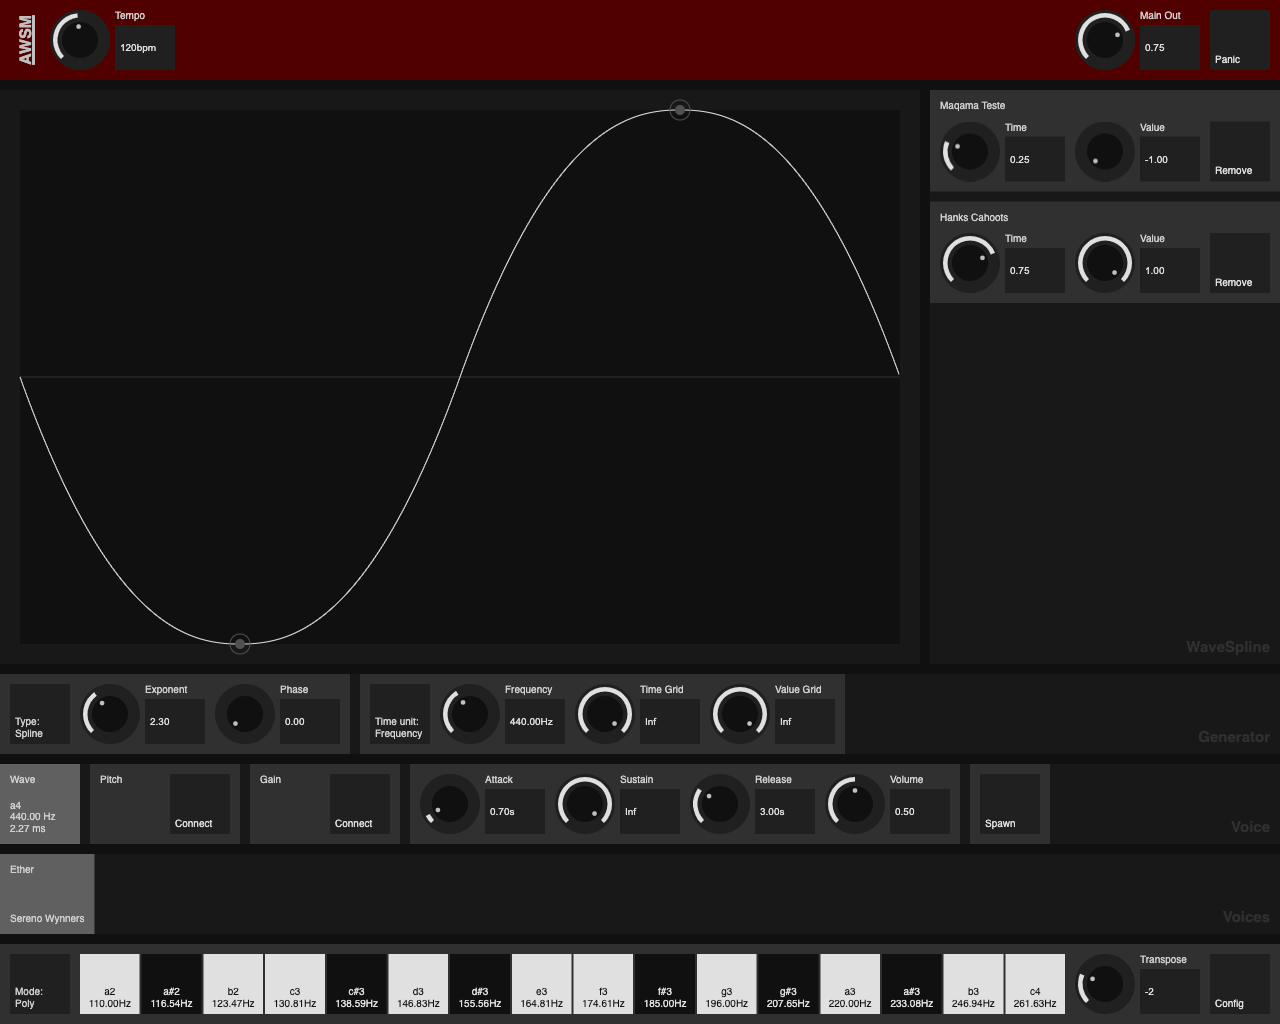 AWSM
Tempo
120bpm
Main Out
0.75
Panic
Maqama Teste
Time
0.25
Value
-1.00
Remove
Hanks Cahoots
Time
0.75
Value
1.00
Remove
WaveSpline
Type:
Spline
Exponent
2.30
Phase
0.00
Time unit:
Frequency
Frequency
440.00Hz
Time Grid
Inf
Value Grid
Inf
Generator
Wave
a4
440.00 Hz
2.27 ms
Pitch
Connect
Gain
Connect
Attack
0.70s
Sustain
Inf
Release
3.00s
Volume
0.50
Spawn
Voice
Ether
Sereno Wynners
Voices
Mode:
Poly
a2
110.00Hz
a#2
116.54Hz
b2
123.47Hz
c3
130.81Hz
c#3
138.59Hz
d3
146.83Hz
d#3
155.56Hz
e3
164.81Hz
f3
174.61Hz
f#3
185.00Hz
g3
196.00Hz
g#3
207.65Hz
a3
220.00Hz
a#3
233.08Hz
b3
246.94Hz
c4
261.63Hz
Transpose
-2
Config